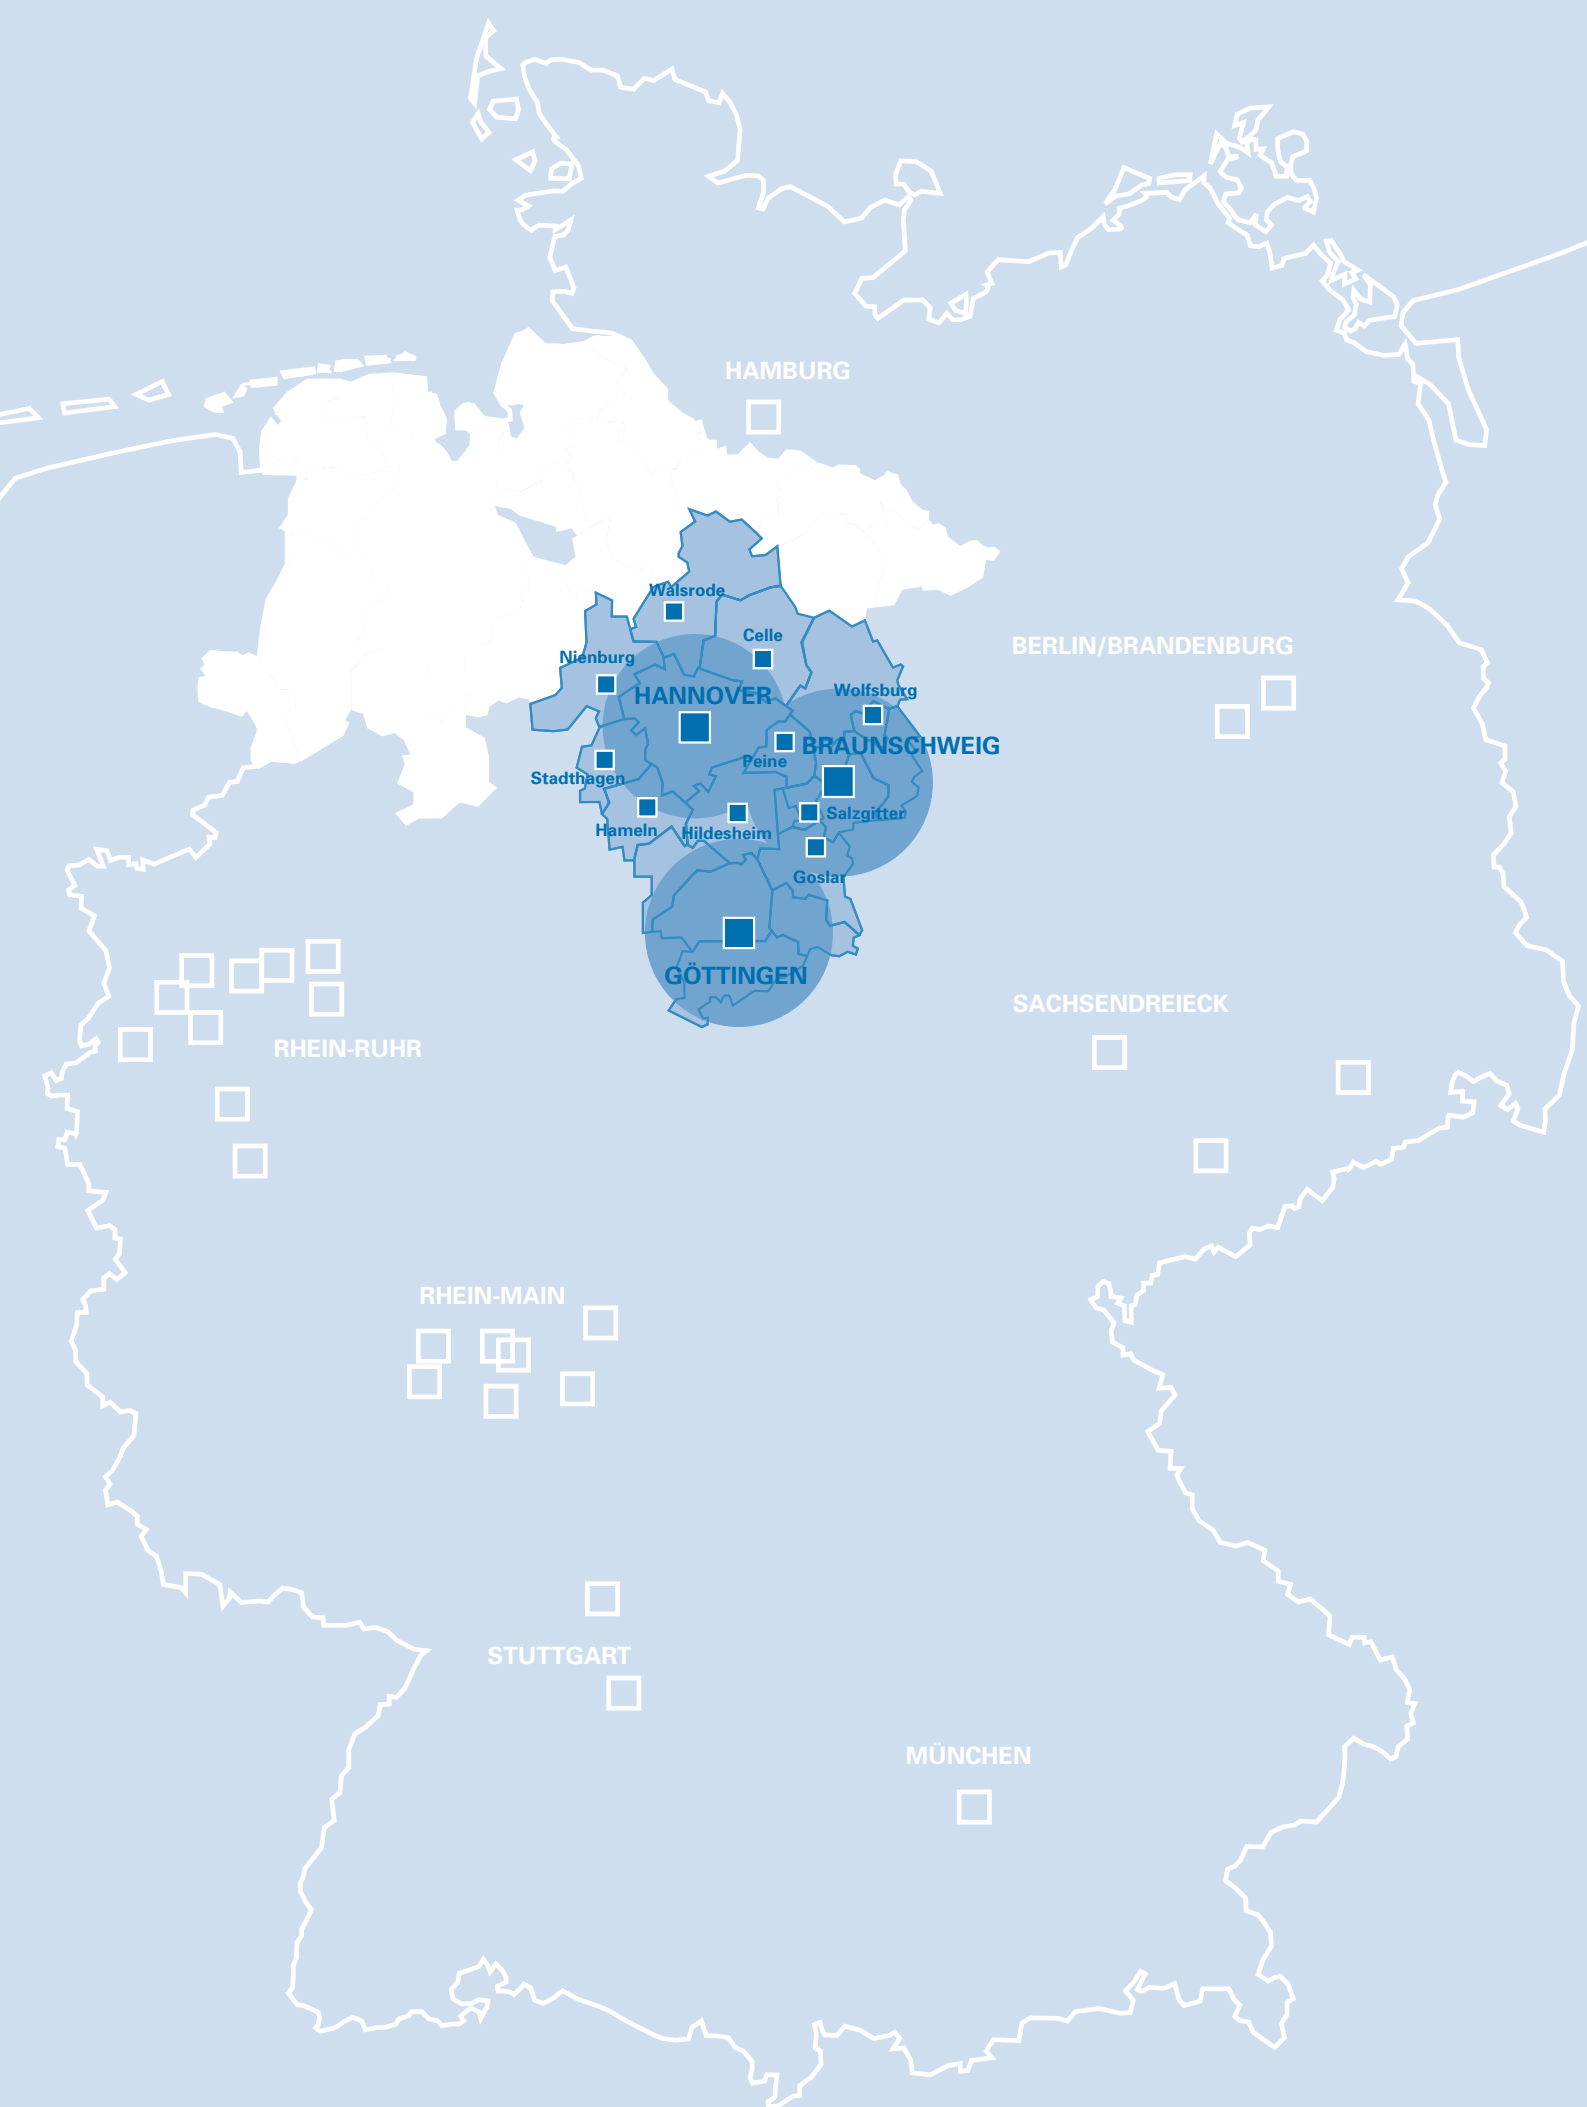 HAMBURG
Walsrode
Celle
BERLIN/BRANDENBURG
Nienburg
Wolfsburg
HANNOVER
BRAUNSCHWEIG
Peine
Stadthagen
Salzgitter
Hameln
Hildesheim
Goslar
GÖTTINGEN
SACHSENDREIECK
RHEIN-RUHR
RHEIN-MAIN
STUTTGART
MÜNCHEN